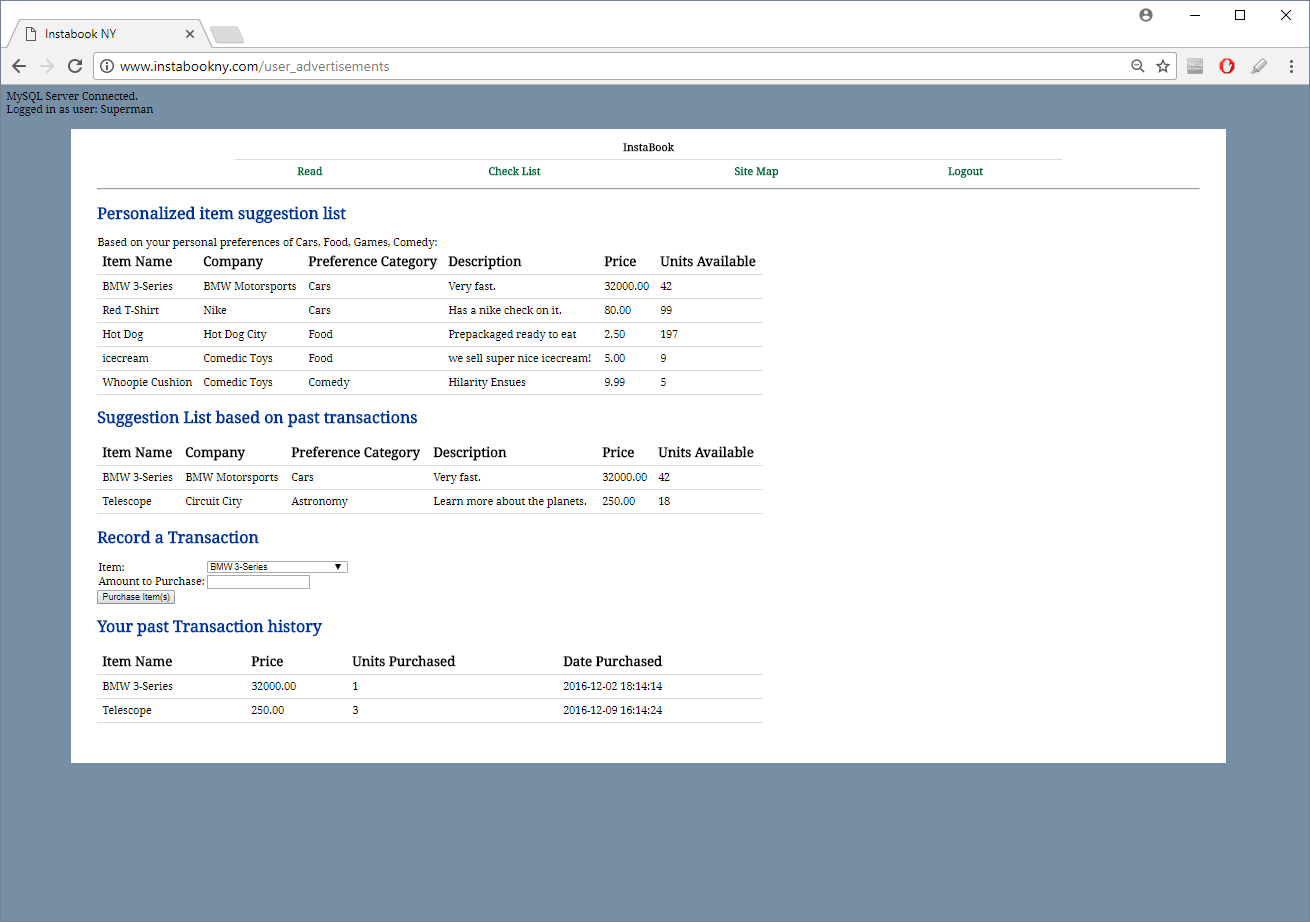 Instabook NY
www.instabookny.com/user_advertisements
MySQL Server Connected.
Logged in as user: Superman
InstaBook
Read Check List Site Map Logout
Personalized item suggestion list
Based on your personal preferences of Cars, Food, Games, Comedy:
Item Name Company Preference Category Description Price Units Available
BMW 3-Series BMW Motorsports Cars Very fast. 32000.00 42
Red T-Shirt Nike Cars Has a nike check on it. 80.00 99
Hot Dog Hot Dog City Food Prepackaged ready to eat 2.50 197
icecream Comedic Toys Food we sell super nice icecream! 5.00 9
Whoopie Cushion Comedic Toys Comedy Hilarity Ensues 9.99 5
Suggestion List based on past transactions
Item Name Company Preference Category Description Price Units Available
BMW 3-Series BMW Motorsports Cars Very fast. 32000.00 42
Telescope Circuit City Astronomy Learn more about the planets. 250.00 18
Record a Transaction
Item: BMW 3-Series
Amount to Purchase:
Purchase Item(s)
Your past Transaction history
Item Name Price Units Purchased Date Purchased
BMW 3-Series 32000.00 1 2016-12-02 18:14:14
Telescope 250.00 3 2016-12-09 16:14:24